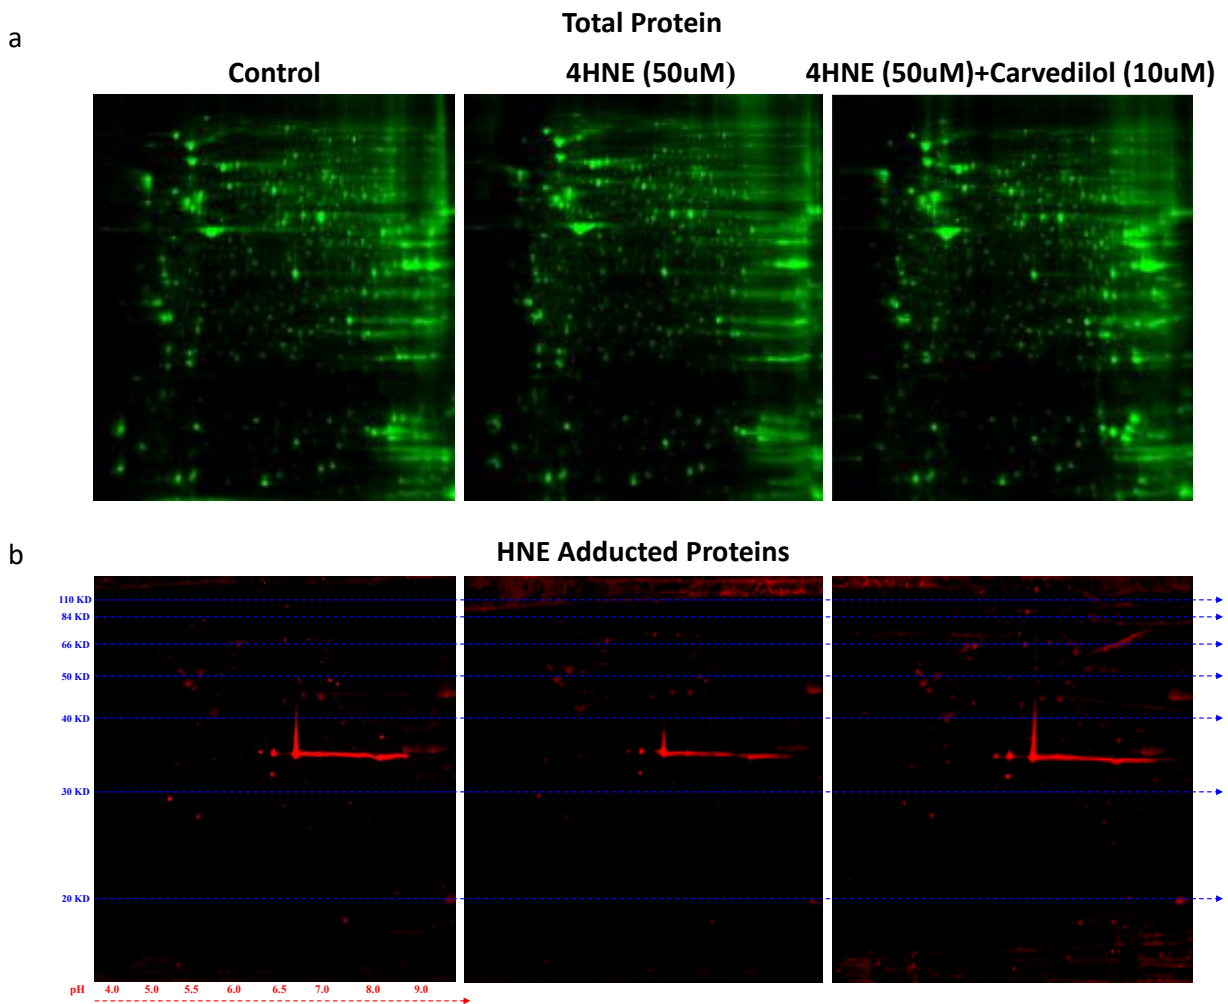 a
Total Protein
Control 4HNE (50uM) 4HNE (50uM)+Carvedilol (10uM)
b
HNE Adducted Proteins
110 KD
84 KD
66 KD
50 KD
40 KD
30 KD
20 KD
pH 4.0 5.0 5.5 6.0 6.5 7.0 8.0 9.0